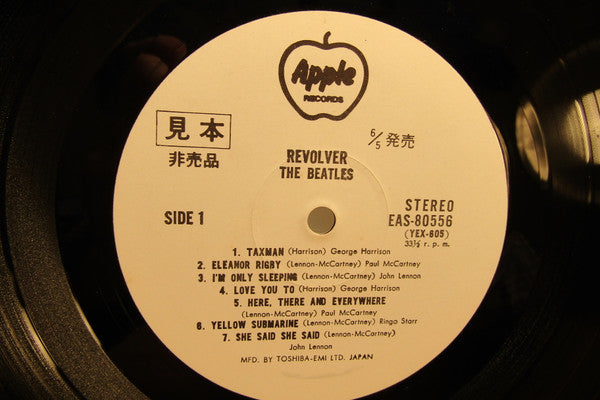 Apple
RECORDS
見本
非売品
6/5 発売
REVOLVER
THE BEATLES
SIDE 1
STEREO
EAS-80556
(YEX-605)
33⅓ r. p. m.
1. TAXMAN (Harrison) George Harrison
2. ELEANOR RIGBY (Lennon-McCartney) Paul McCartney
3. I'M ONLY SLEEPING (Lennon-McCartney) John Lennon
4. LOVE YOU TO (Harrison) George Harrison
5. HERE, THERE AND EVERYWHERE
(Lennon-McCartney) Paul McCartney
6. YELLOW SUBMARINE (Lennon-McCartney) Ringo Starr
7. SHE SAID SHE SAID (Lennon-McCartney)
John Lennon
MFD. BY TOSHIBA-EMI LTD. JAPAN